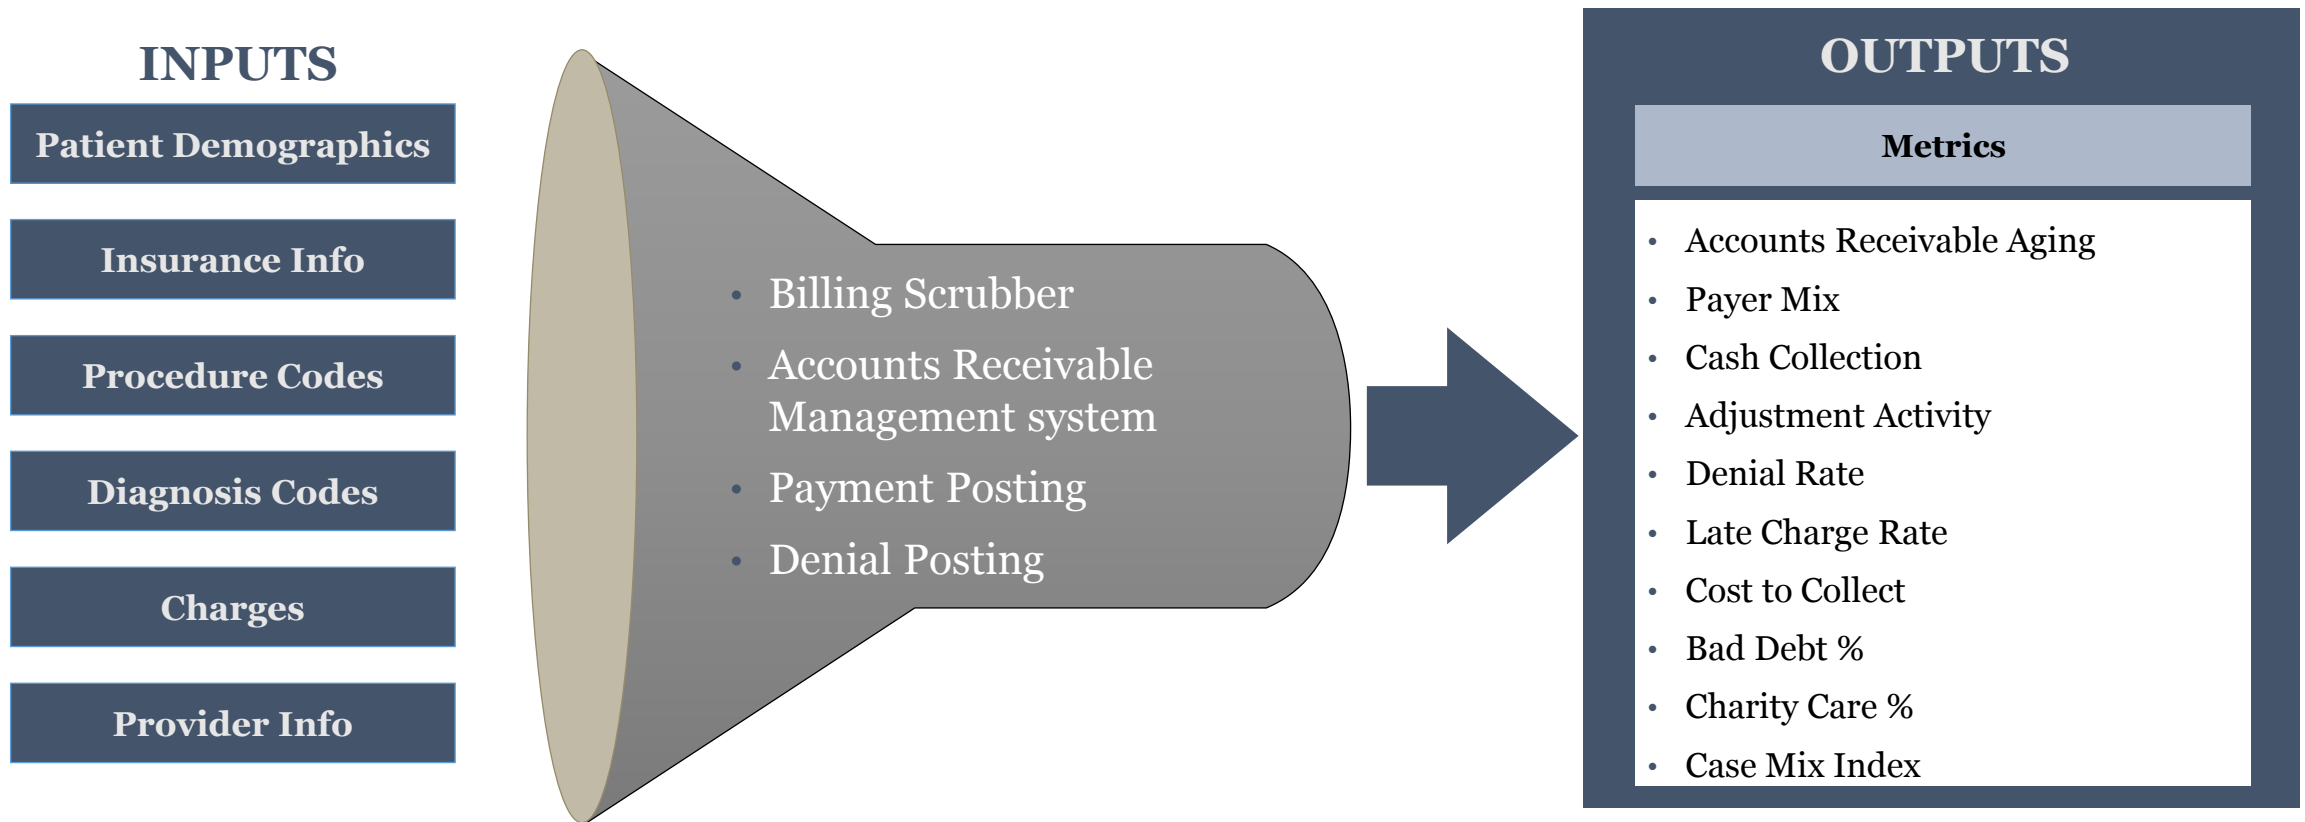 INPUTS
Patient Demographics
Insurance Info
Procedure Codes
Diagnosis Codes
Charges
Provider Info
• Billing Scrubber
• Accounts Receivable
Management system
• Payment Posting
• Denial Posting
OUTPUTS
Metrics
• Accounts Receivable Aging
• Payer Mix
• Cash Collection
• Adjustment Activity
• Denial Rate
• Late Charge Rate
• Cost to Collect
• Bad Debt %
• Charity Care %
• Case Mix Index